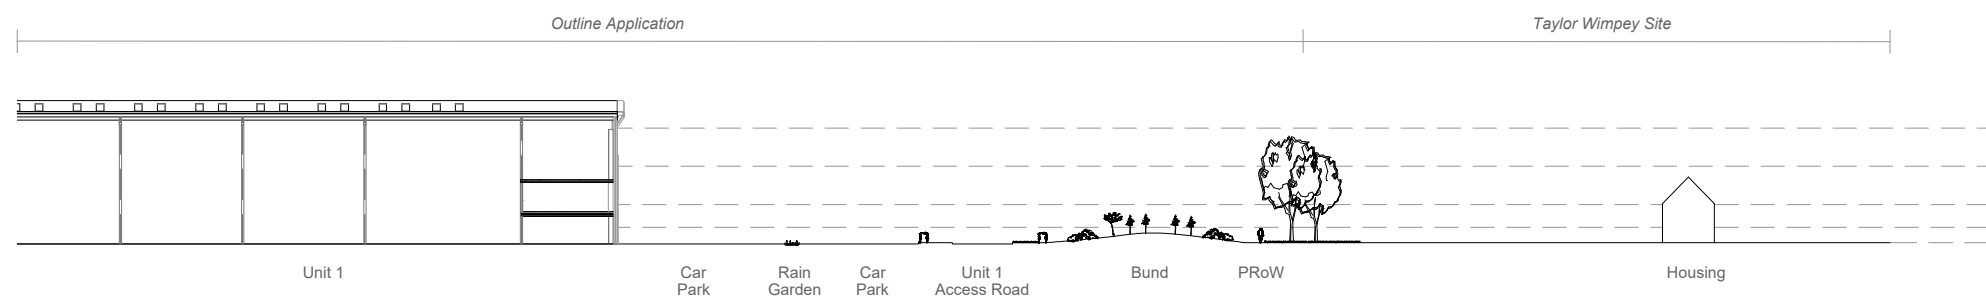 Outline Application
Taylor Wimpey Site
Unit 1
Car
Park
Rain
Garden
Car
Park
Unit 1
Access Road
Bund
PRoW
Housing